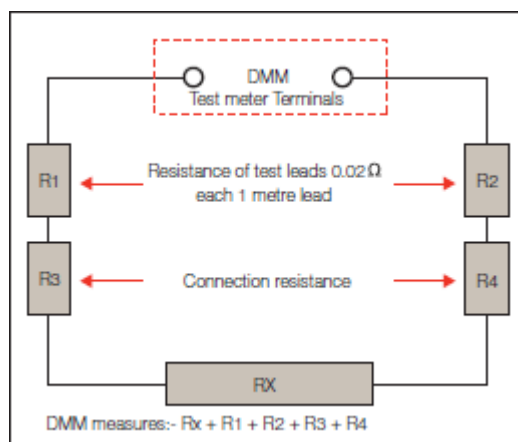 DMM
Test meter Terminals
R1
Resistance of test leads 0.02Ω
each 1 metre lead
R2
R3
Connection resistance
R4
RX
DMM measures:- Rx + R1 + R2 + R3 + R4